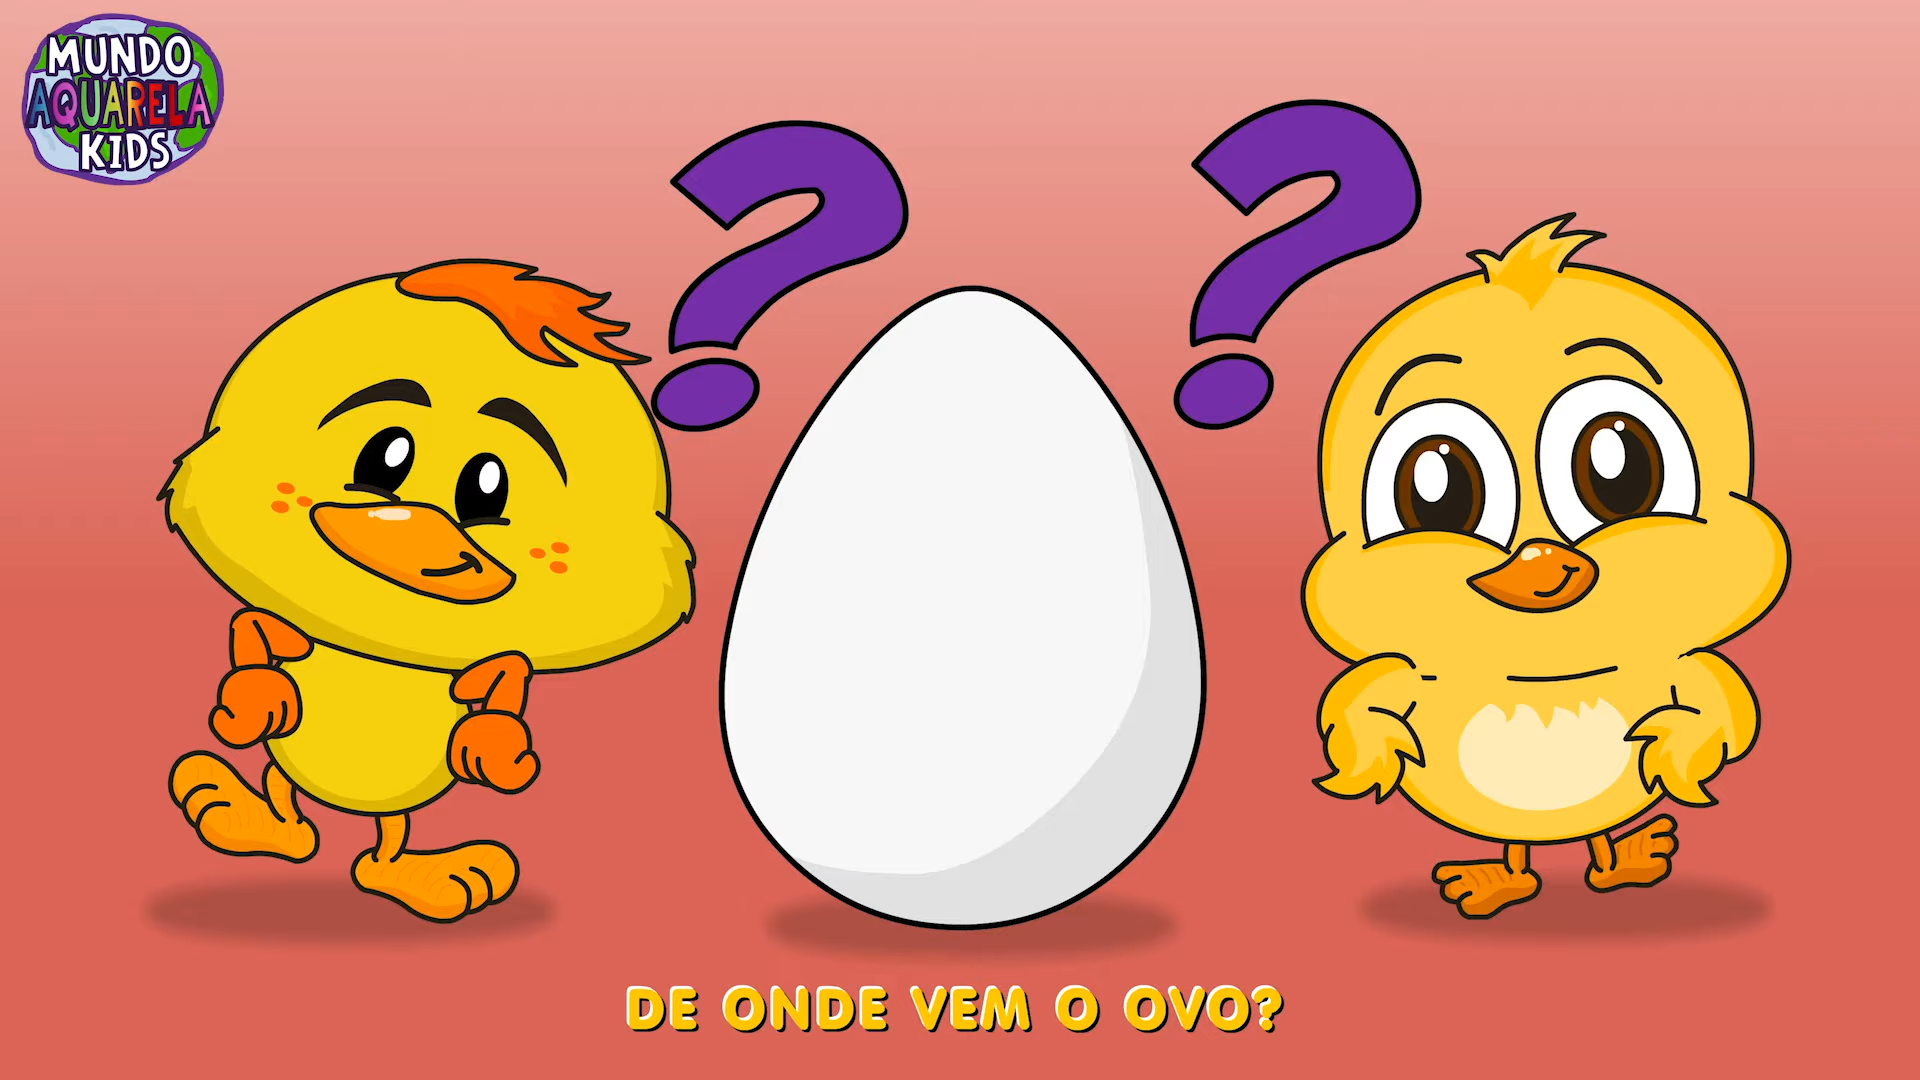 MUNDO
AQUARELA
KIDS
? ?
DE ONDE VEM O OVO?